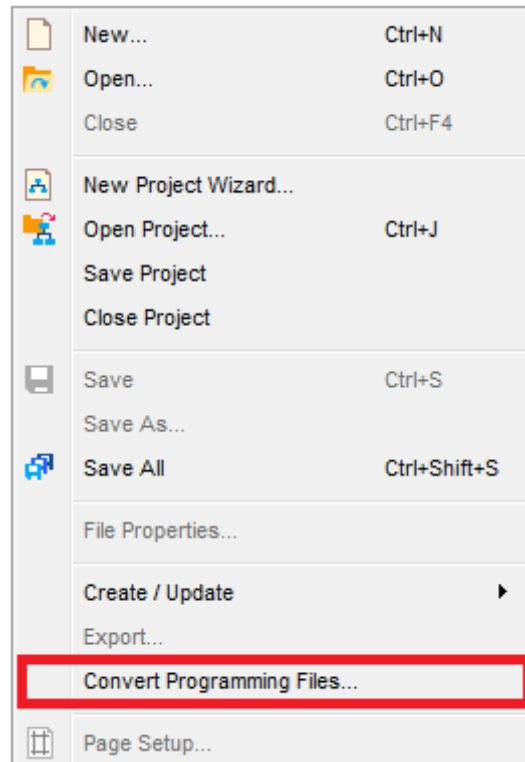 New... Ctrl+N
Open... Ctrl+O
Close Ctrl+F4
New Project Wizard...
Open Project... Ctrl+J
Save Project
Close Project
Save Ctrl+S
Save As...
Save All Ctrl+Shift+S
File Properties...
Create / Update
Export...
Convert Programming Files...
Page Setup...